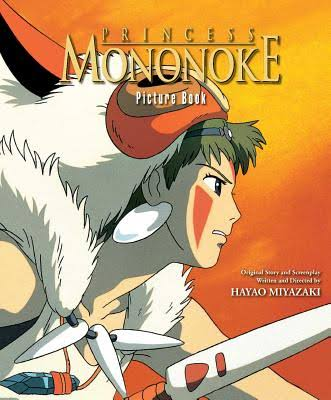 PRINCESS
MONONOKE
Picture Book
Original Story and Screenplay
Written and Directed by
HAYAO MIYAZAKI